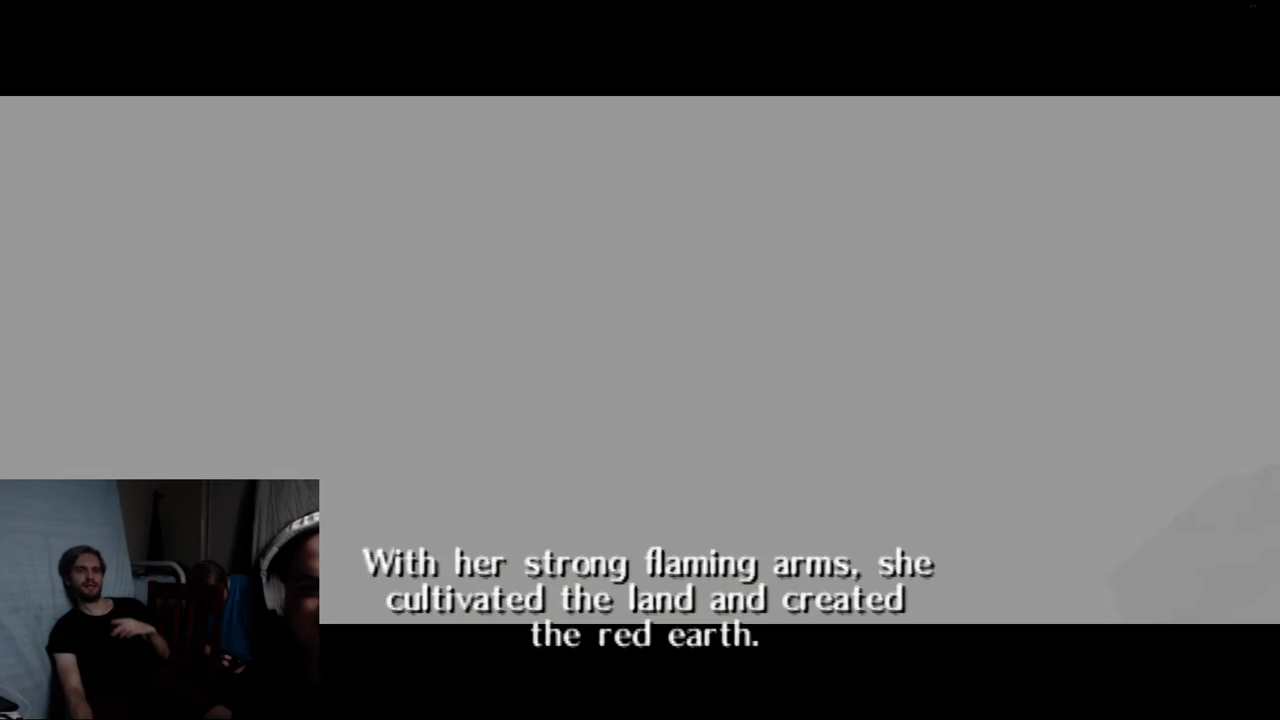 With her strong flaming arms, she
cultivated the land and created
the red earth.